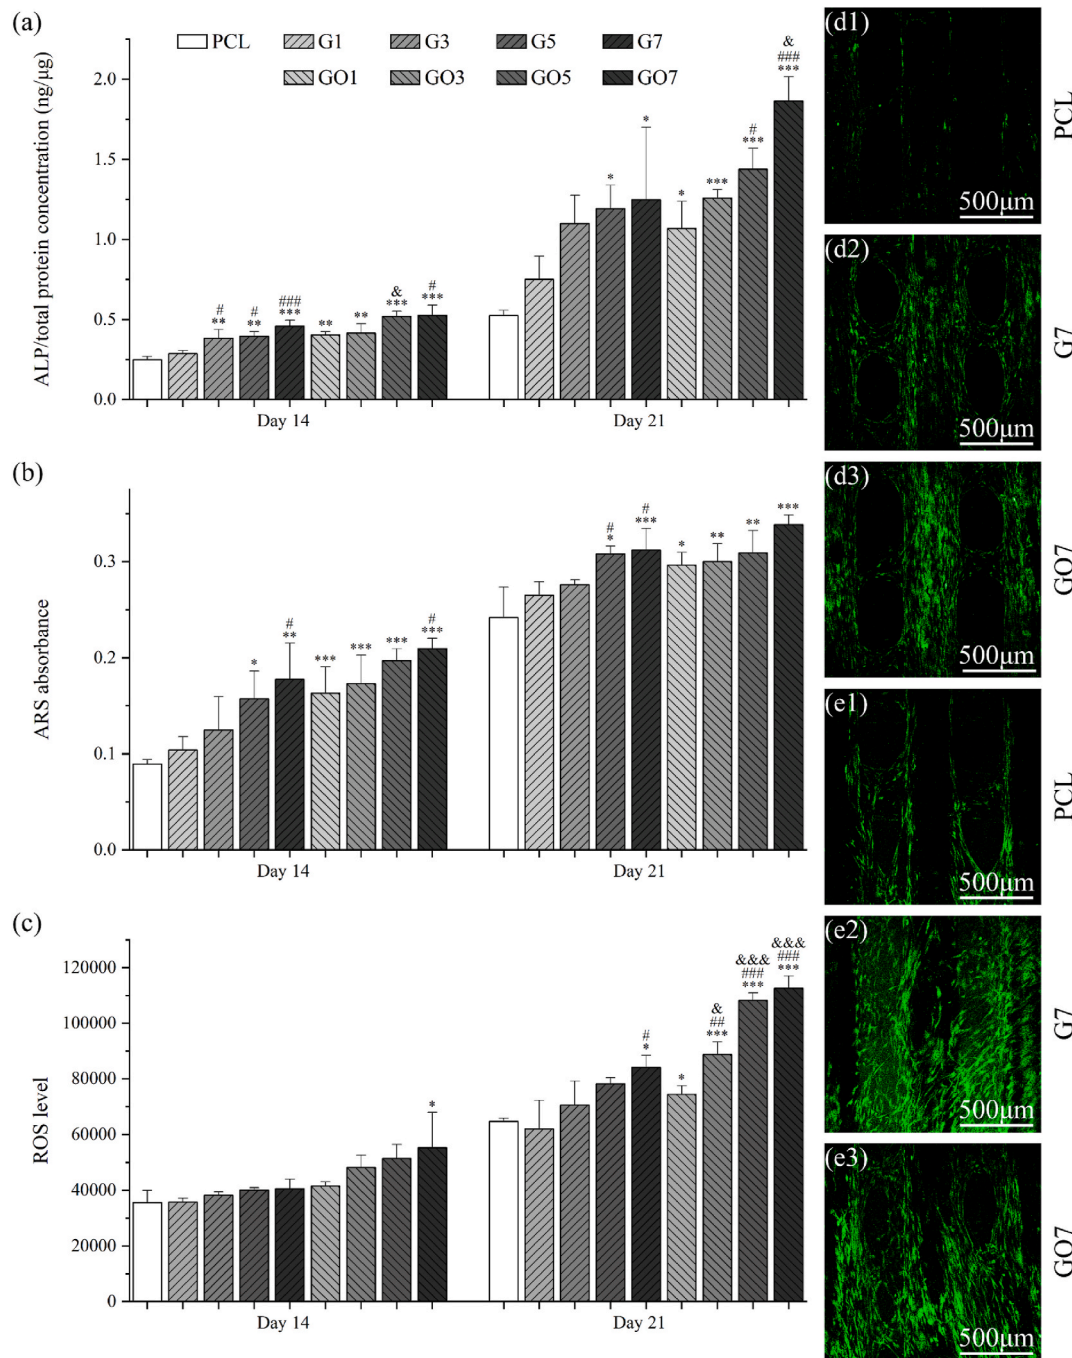 (a)
PCL G1 G3 G5 G7
GO1 GO3 GO5 GO7
ALP/total protein concentration (ng/μg)
2.0
1.5
1.0
0.5
0.0
# ** # ** ### *** ** ** & *** # ***
* * * *** # *** & ### ***
Day 14 Day 21
(b)
ARS absorbance
0.3
0.2
0.1
0.0
* # ** *** *** *** # ***
# * # *** * ** ** ***
Day 14 Day 21
(c)
ROS level
120000
100000
80000
60000
40000
20000
0
*
# * * & ## *** &&& ### *** &&& ### ***
Day 14 Day 21
(d1)
500μm
PCL
(d2)
500μm
G7
(d3)
500μm
GO7
(e1)
500μm
PCL
(e2)
500μm
G7
(e3)
500μm
GO7